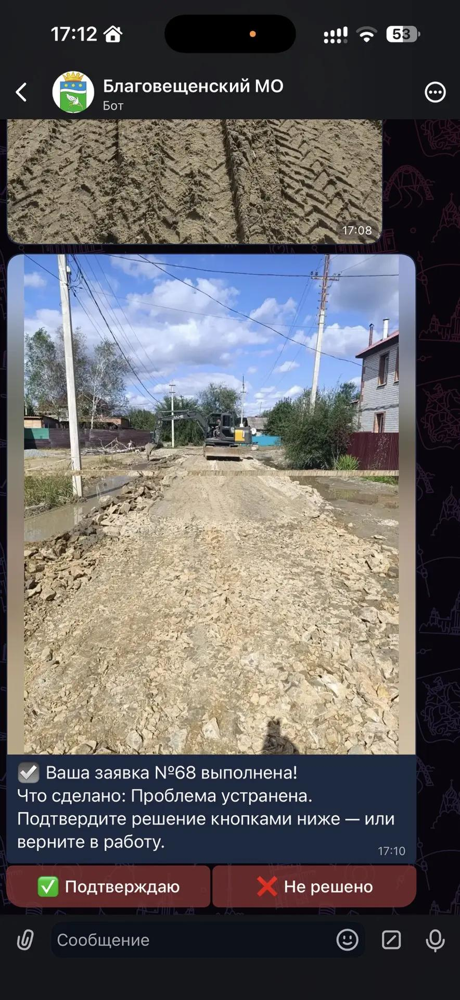 17:12
53
Благовещенский МО
Бот
17:08
☑️ Ваша заявка №68 выполнена!
Что сделано: Проблема устранена.
Подтвердите решение кнопками ниже — или
верните в работу.
17:10
✅ Подтверждаю
❌ Не решено
Сообщение